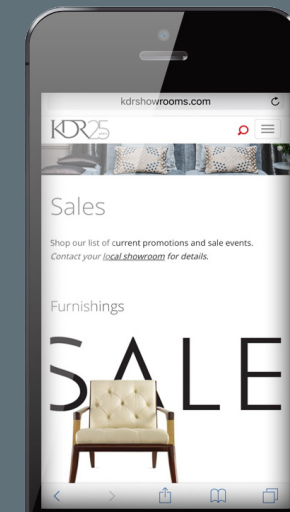 kdrshowrooms.com
KDR25
Sales
Shop our list of current promotions and sale events.
Contact your local showroom for details.
Furnishings
SALE